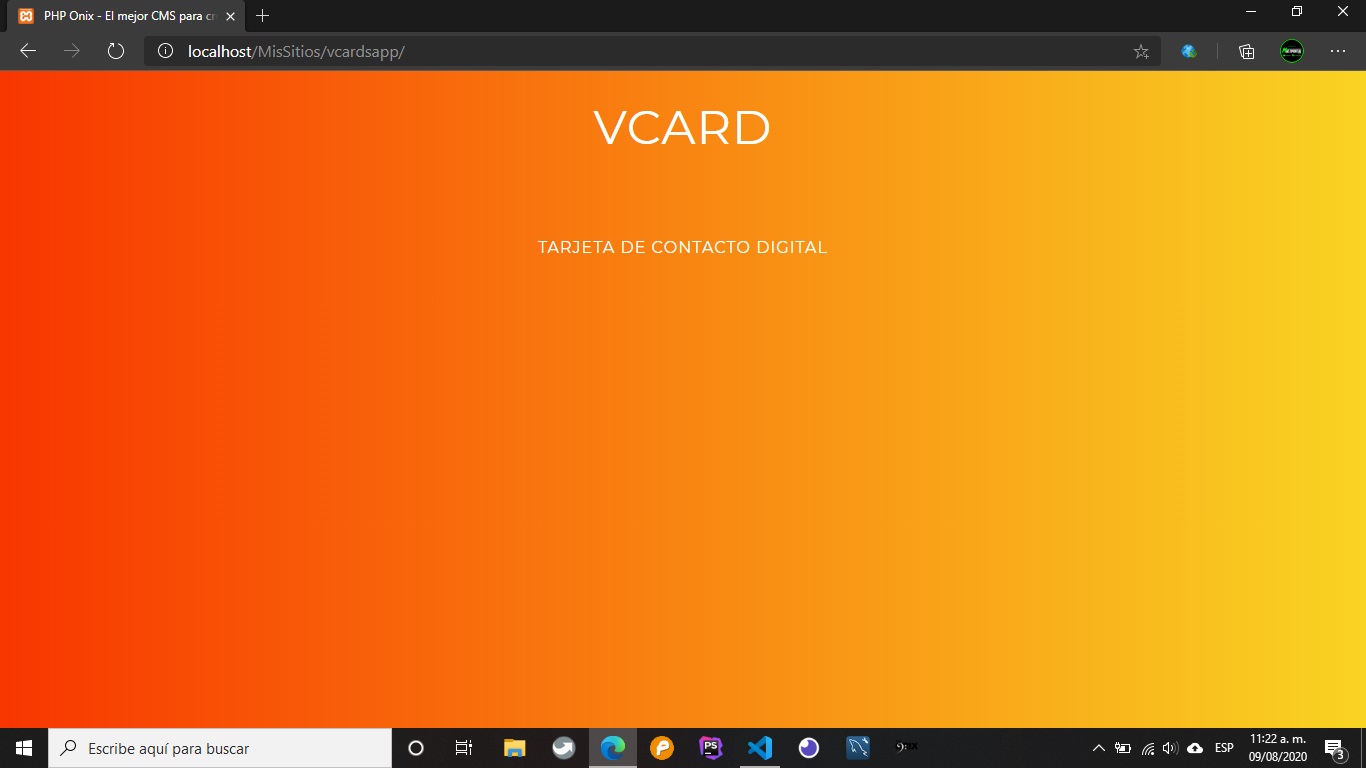 PHP Onix - El mejor CMS para cr
localhost/MisSitios/vcardsapp/
VCARD
TARJETA DE CONTACTO DIGITAL
Escribe aquí para buscar
PS
ESP
11:22 a. m.
09/08/2020
3